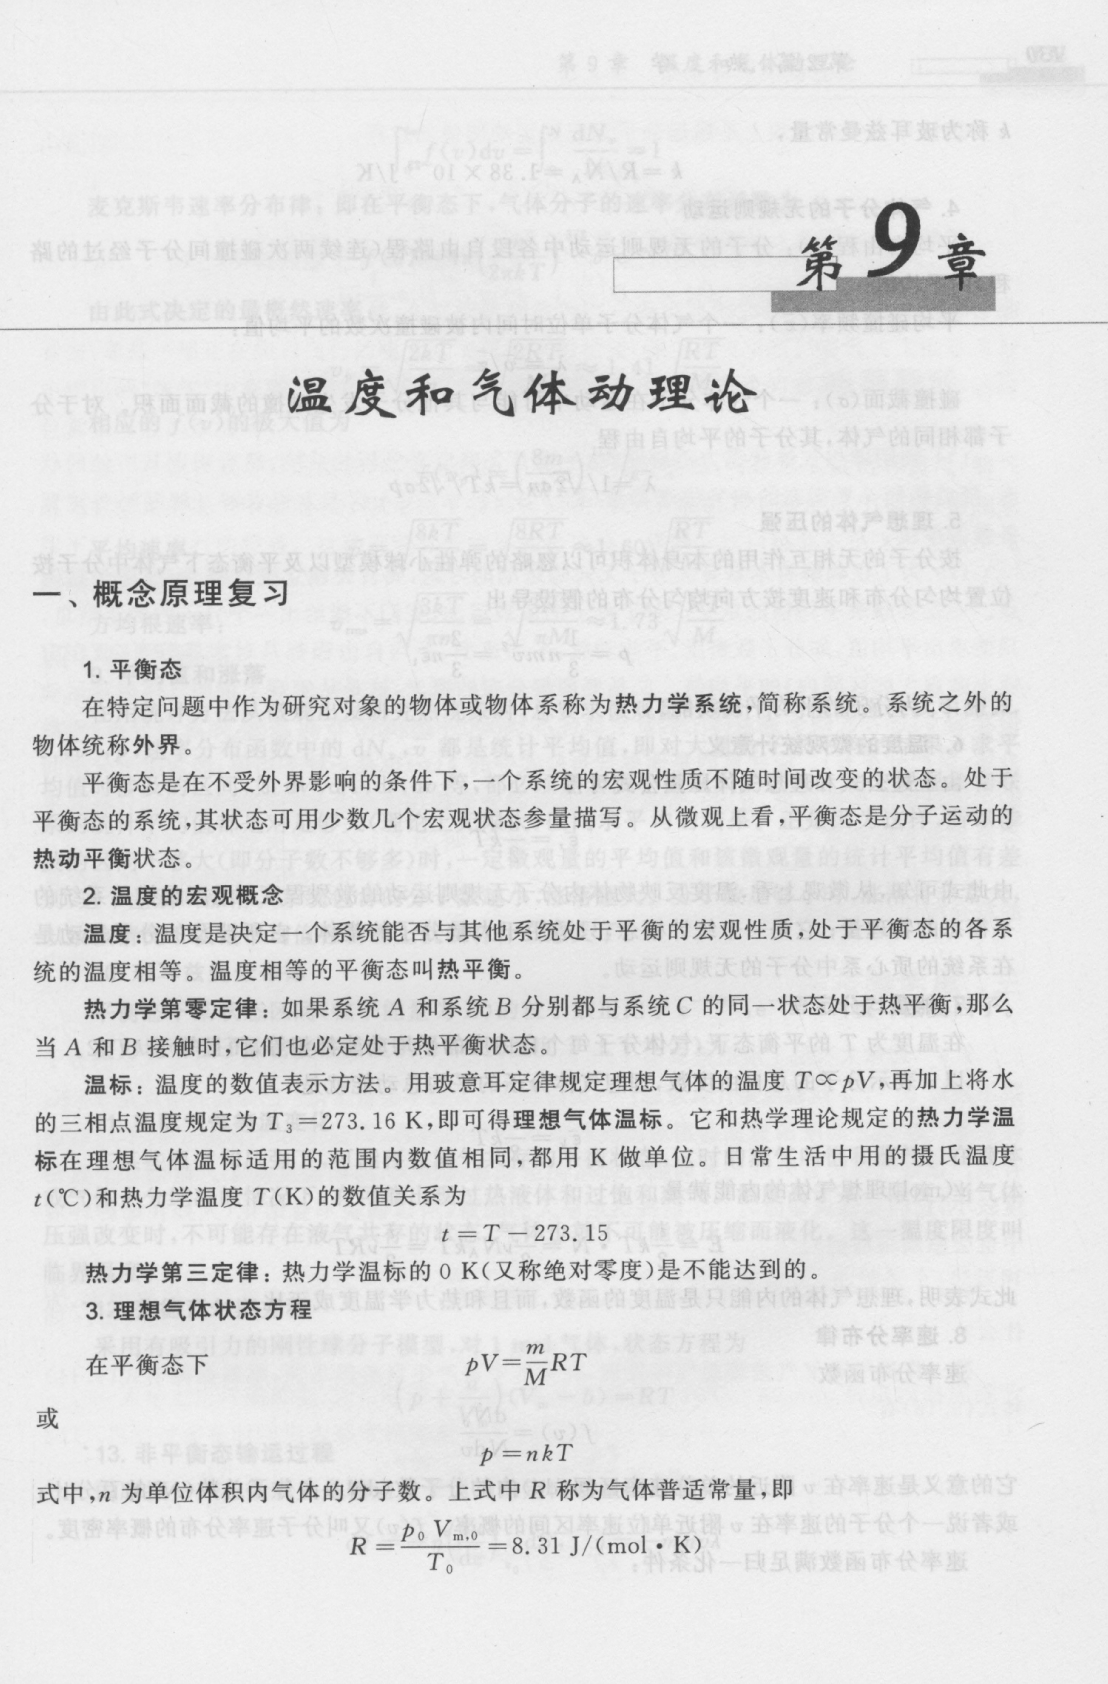 第9章
温度和气体动理论
一、概念原理复习
1. 平衡态
在特定问题中作为研究对象的物体或物体系称为热力学系统,简称系统。系统之外的
物体统称外界。
平衡态是在不受外界影响的条件下,一个系统的宏观性质不随时间改变的状态。处于
平衡态的系统,其状态可用少数几个宏观状态参量描写。从微观上看,平衡态是分子运动的
热动平衡状态。
2. 温度的宏观概念
温度:温度是决定一个系统能否与其他系统处于平衡的宏观性质,处于平衡态的各系
统的温度相等。温度相等的平衡态叫热平衡。
热力学第零定律:如果系统 A 和系统 B 分别都与系统 C 的同一状态处于热平衡,那么
当 A 和 B 接触时,它们也必定处于热平衡状态。
温标:温度的数值表示方法。用玻意耳定律规定理想气体的温度 T∝pV,再加上将水
的三相点温度规定为 T₃=273.16 K,即可得理想气体温标。它和热学理论规定的热力学温
标在理想气体温标适用的范围内数值相同,都用 K 做单位。日常生活中用的摄氏温度
t(℃)和热力学温度 T(K)的数值关系为
t=T−273.15
热力学第三定律:热力学温标的 0 K(又称绝对零度)是不能达到的。
3. 理想气体状态方程
在平衡态下 pV=m/M RT
或
p=nkT
式中,n 为单位体积内气体的分子数。上式中 R 称为气体普适常量,即
R=p₀Vm,0/T₀=8.31 J/(mol·K)